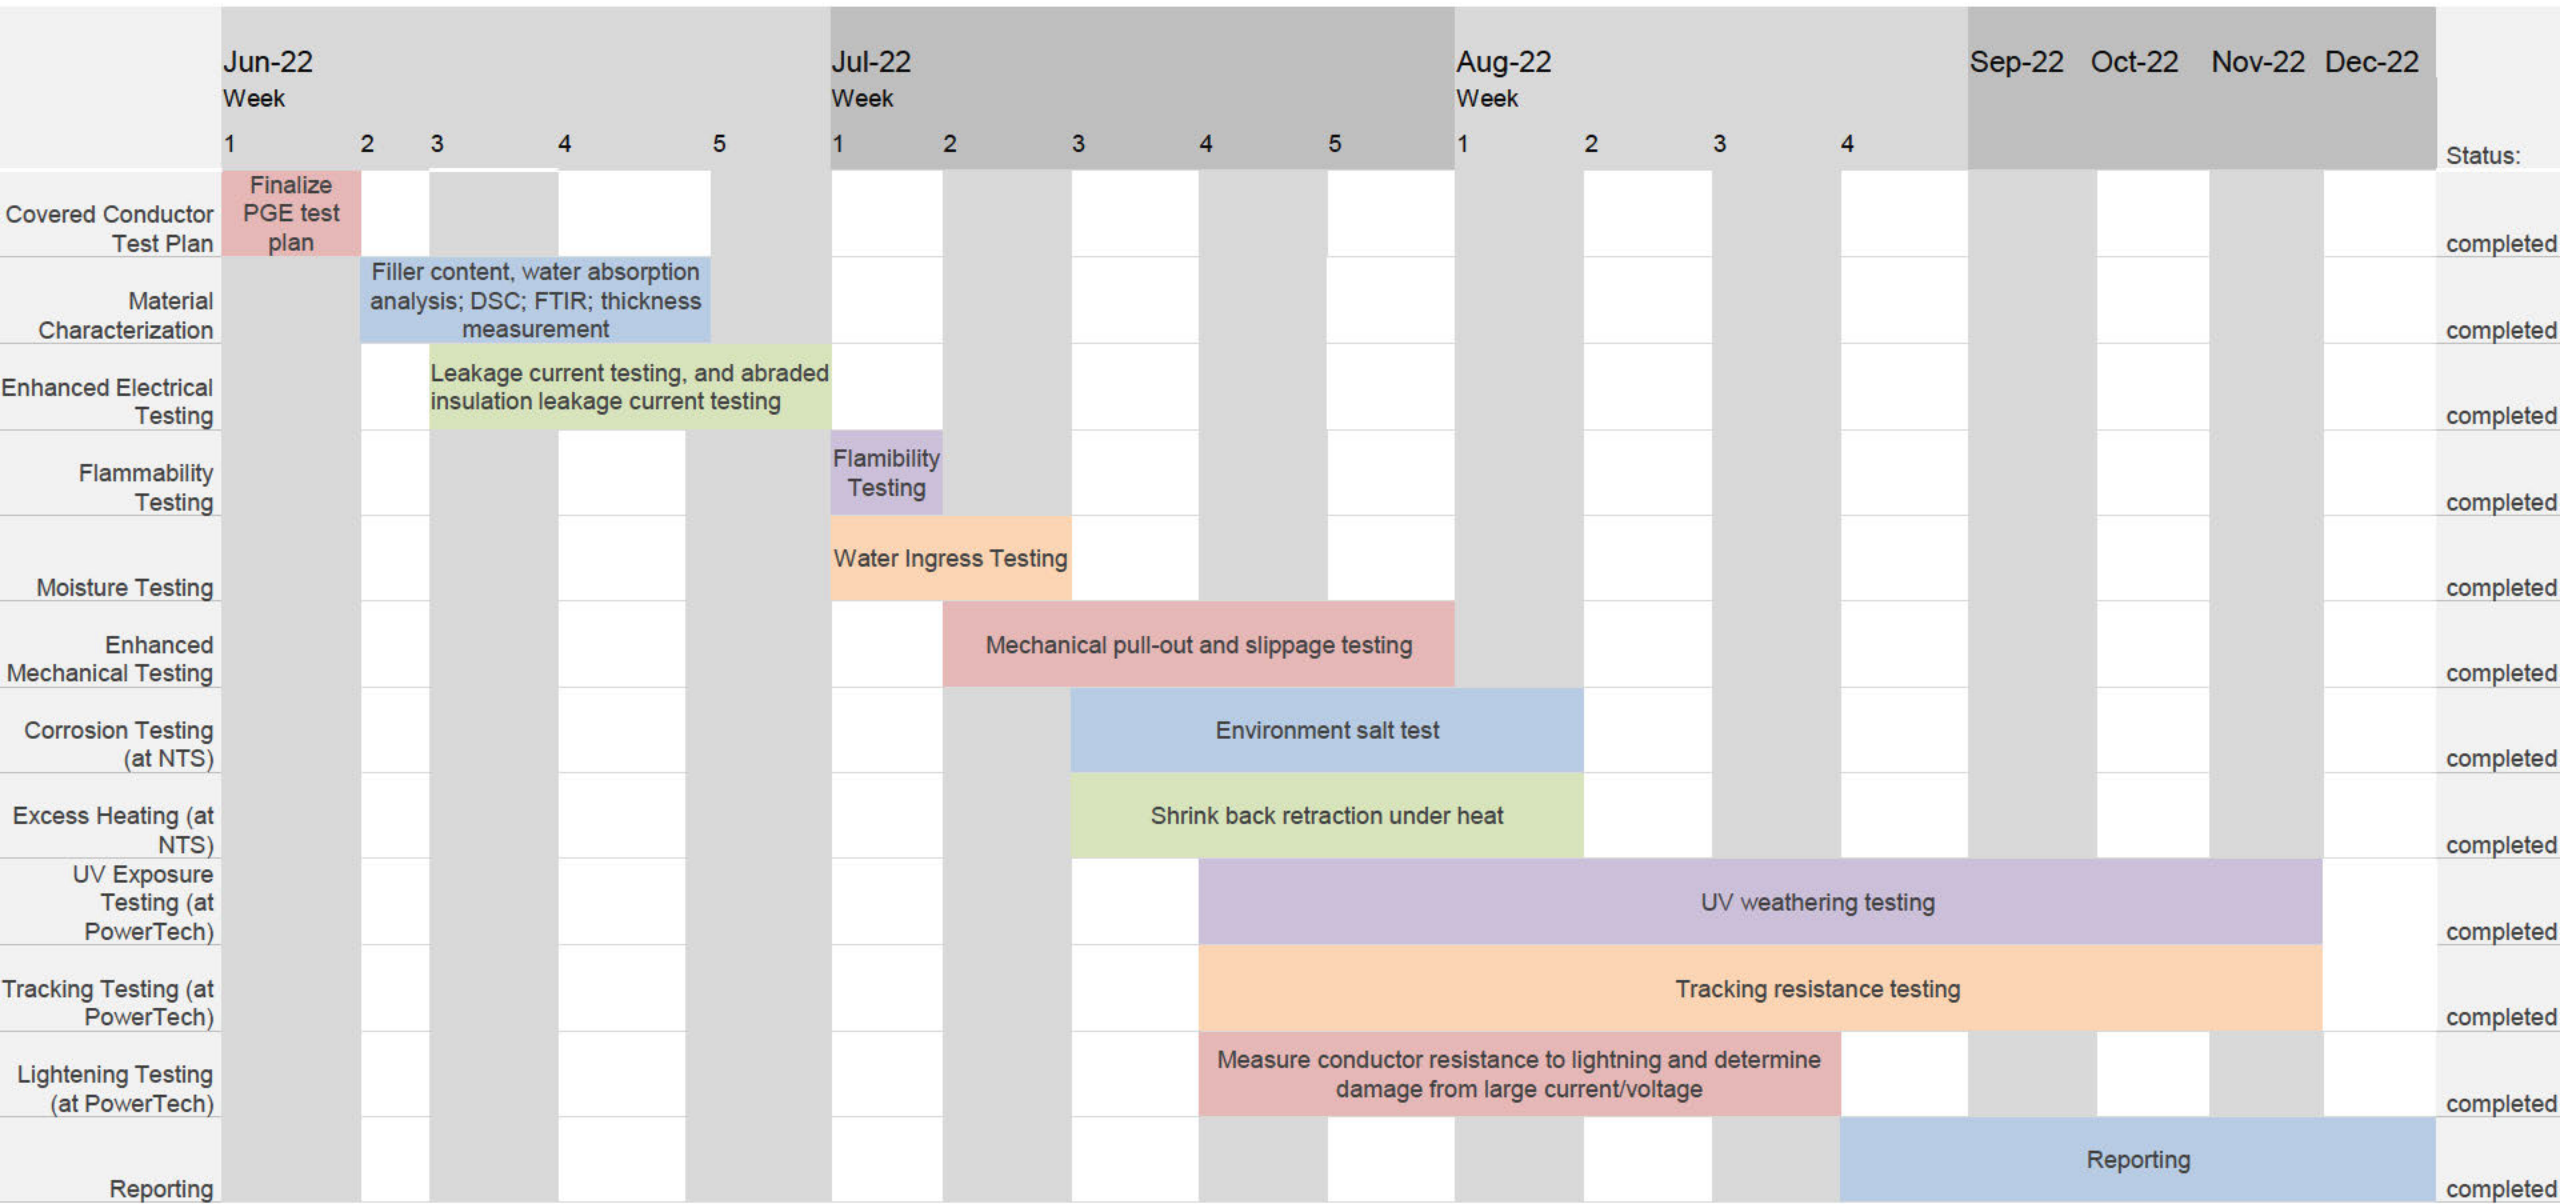 Jun-22 Jul-22 Aug-22 Sep-22 Oct-22 Nov-22 Dec-22
Week Week Week
1 2 3 4 5 1 2 3 4 5 1 2 3 4 Status:
Covered Conductor
Test Plan
Finalize
PGE test
plan
completed
Material
Characterization
Filler content, water absorption
analysis; DSC; FTIR; thickness
measurement
completed
Enhanced Electrical
Testing
Leakage current testing, and abraded
insulation leakage current testing
completed
Flammability
Testing
Flamibility
Testing
completed
Moisture Testing
Water Ingress Testing
completed
Enhanced
Mechanical Testing
Mechanical pull-out and slippage testing
completed
Corrosion Testing
(at NTS)
Environment salt test
completed
Excess Heating (at
NTS)
Shrink back retraction under heat
completed
UV Exposure
Testing (at
PowerTech)
UV weathering testing
completed
Tracking Testing (at
PowerTech)
Tracking resistance testing
completed
Lightening Testing
(at PowerTech)
Measure conductor resistance to lightning and determine
damage from large current/voltage
completed
Reporting
Reporting
completed